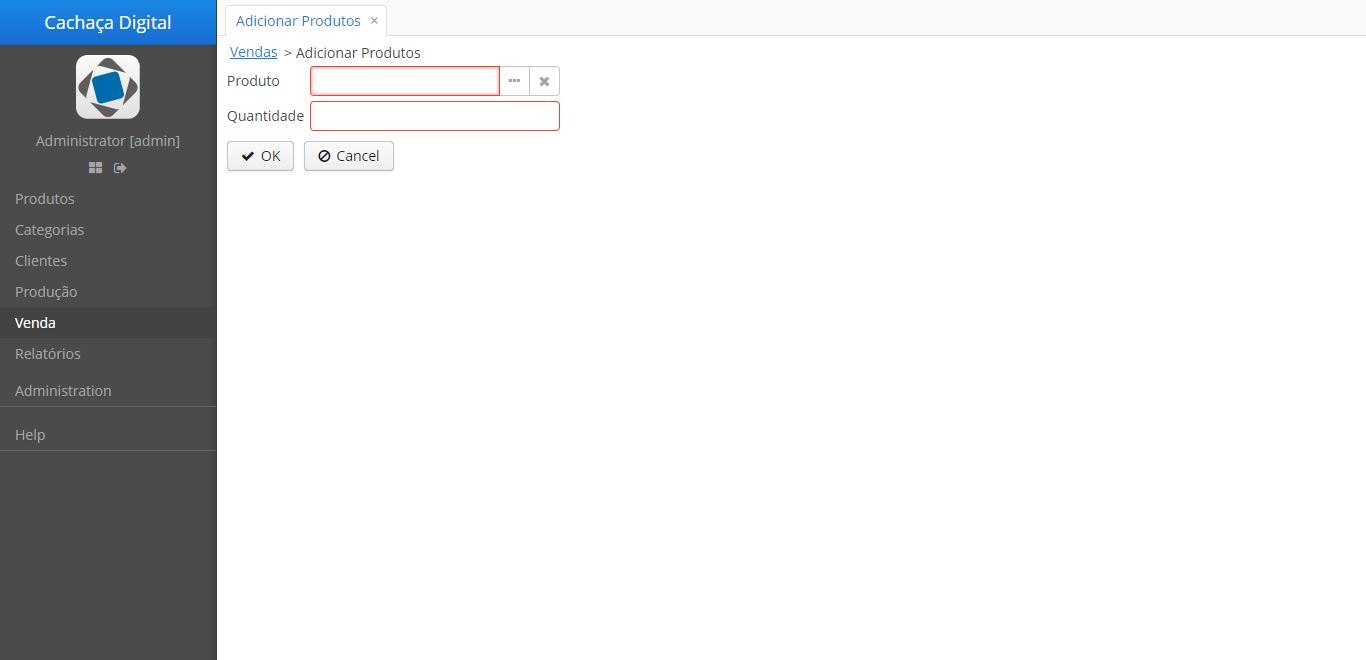 Cachaça Digital
Administrator [admin]
Produtos
Categorias
Clientes
Produção
Venda
Relatórios
Administration
Help
Adicionar Produtos ×
Vendas > Adicionar Produtos
Produto
Quantidade
OK Cancel